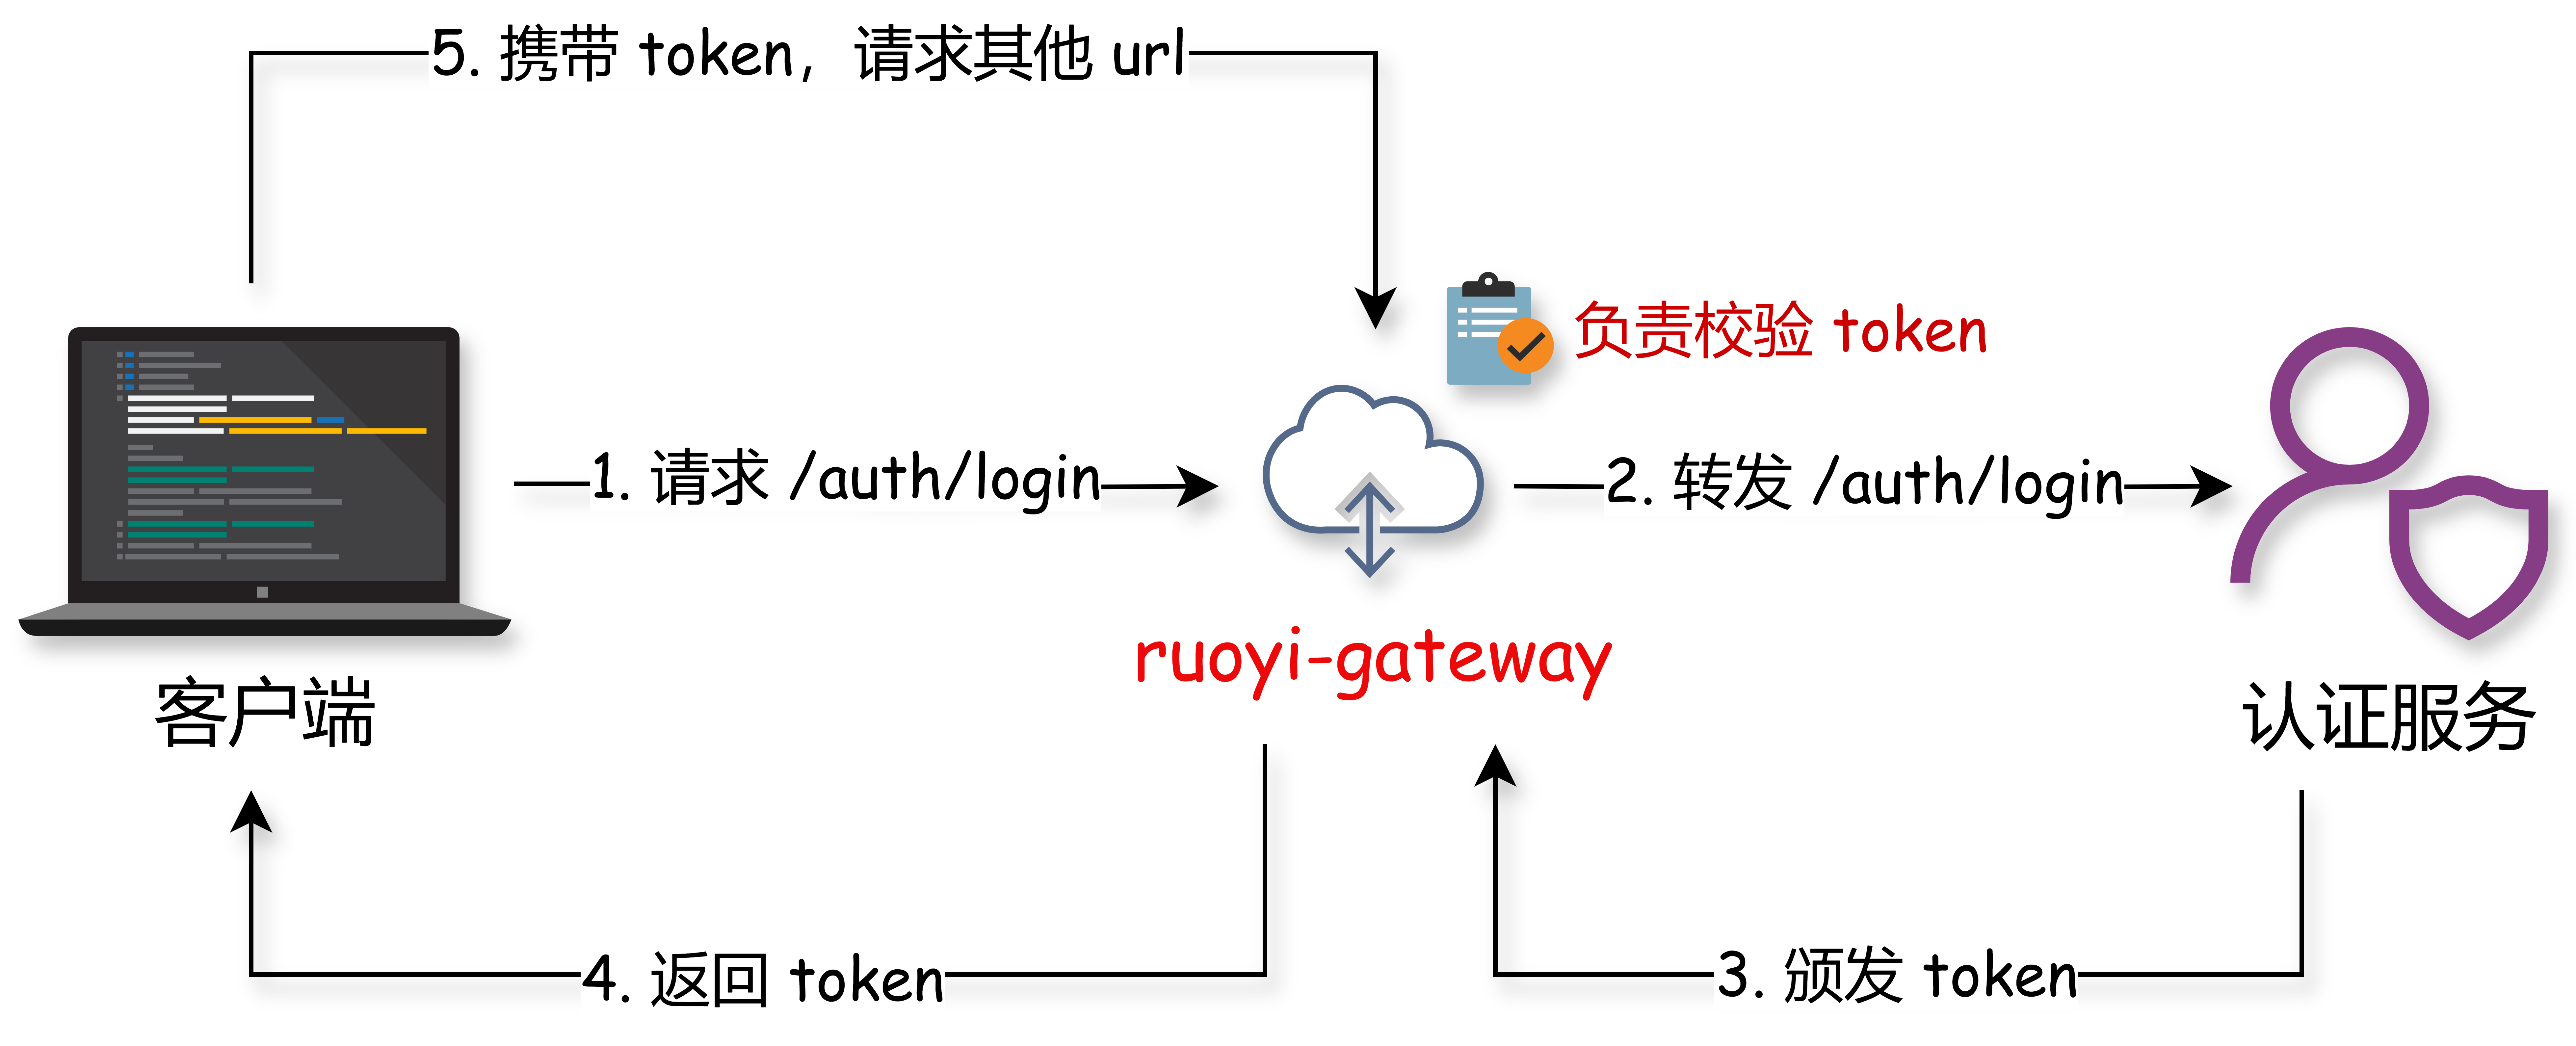 5. 携带 token，请求其他 url
负责校验 token
1. 请求 /auth/login
2. 转发 /auth/login
ruoyi-gateway
客户端
认证服务
4. 返回 token
3. 颁发 token